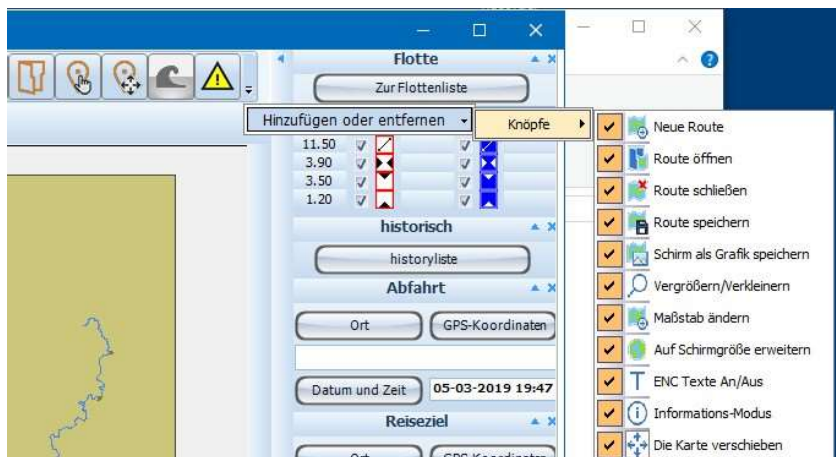 Flotte
Zur Flottenliste
Hinzufügen oder entfernen
Knöpfe
11.50
3.90
3.50
1.20
historisch
historyliste
Abfahrt
Ort
GPS-Koordinaten
Datum und Zeit
05-03-2019 19:47
Reiseziel
Ort
GPS-Koordinaten
Neue Route
Route öffnen
Route schließen
Route speichern
Schirm als Grafik speichern
Vergrößern/Verkleinern
Maßstab ändern
Auf Schirmgröße erweitern
ENC Texte An/Aus
Informations-Modus
Die Karte verschieben